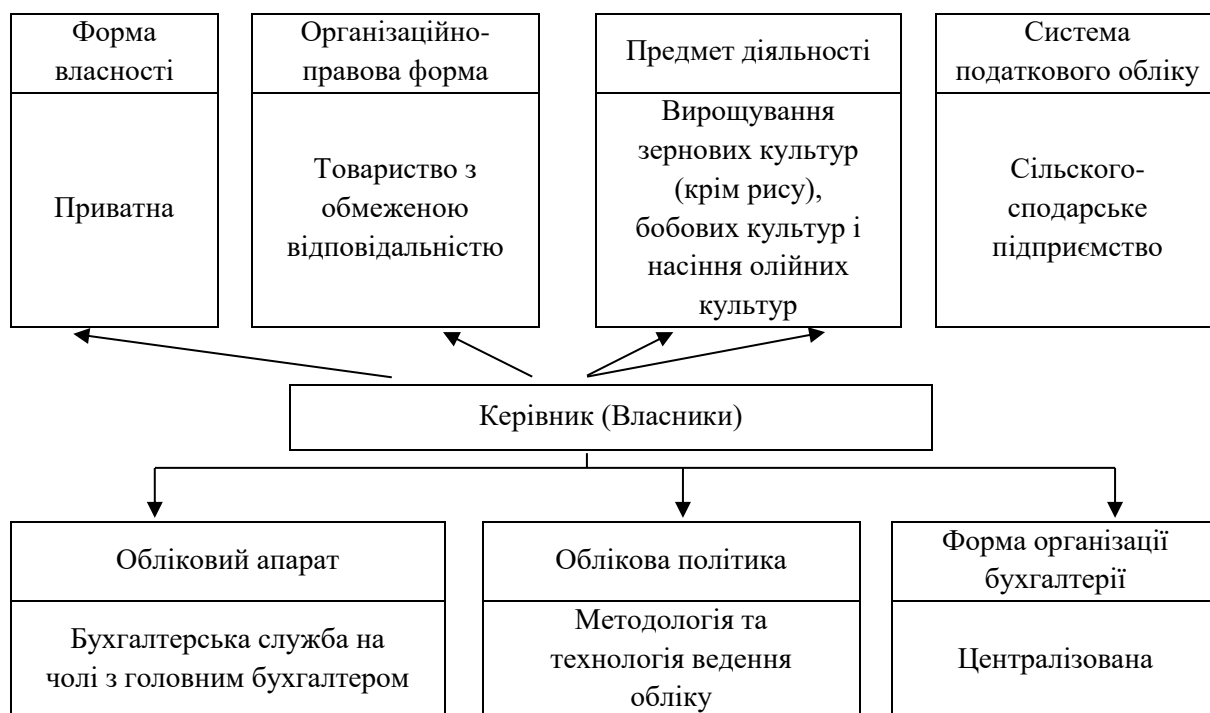 Форма
власності
Приватна
Організаційно-
правова форма
Товариство з
обмеженою
відповідальністю
Предмет діяльності
Вирощування
зернових культур
(крім рису),
бобових культур і
насіння олійних
культур
Система
податкового обліку
Сільского-
сподарське
підприємство
Керівник (Власники)
Обліковий апарат
Бухгалтерська служба на
чолі з головним бухгалтером
Облікова політика
Методологія та
технологія ведення
обліку
Форма організації
бухгалтерії
Централізована